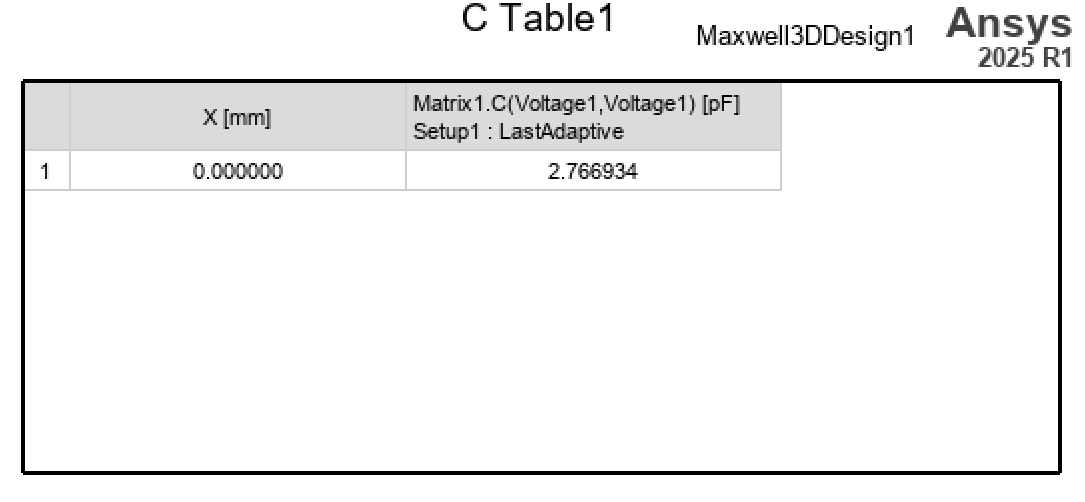 C Table1
Maxwell3DDesign1
Ansys
2025 R1
X [mm]
Matrix1.C(Voltage1,Voltage1) [pF]
Setup1 : LastAdaptive
1 0.000000 2.766934